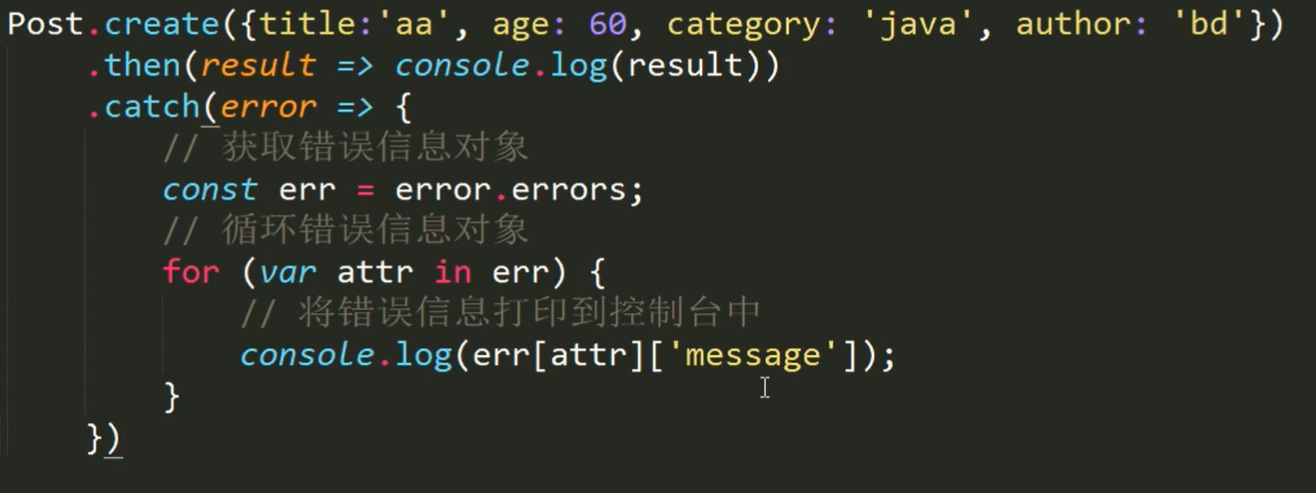 Post.create({title:'aa', age: 60, category: 'java', author: 'bd'})
    .then(result => console.log(result))
    .catch(error => {
        // 获取错误信息对象
        const err = error.errors;
        // 循环错误信息对象
        for (var attr in err) {
            // 将错误信息打印到控制台中
            console.log(err[attr]['message']);
        }
    })